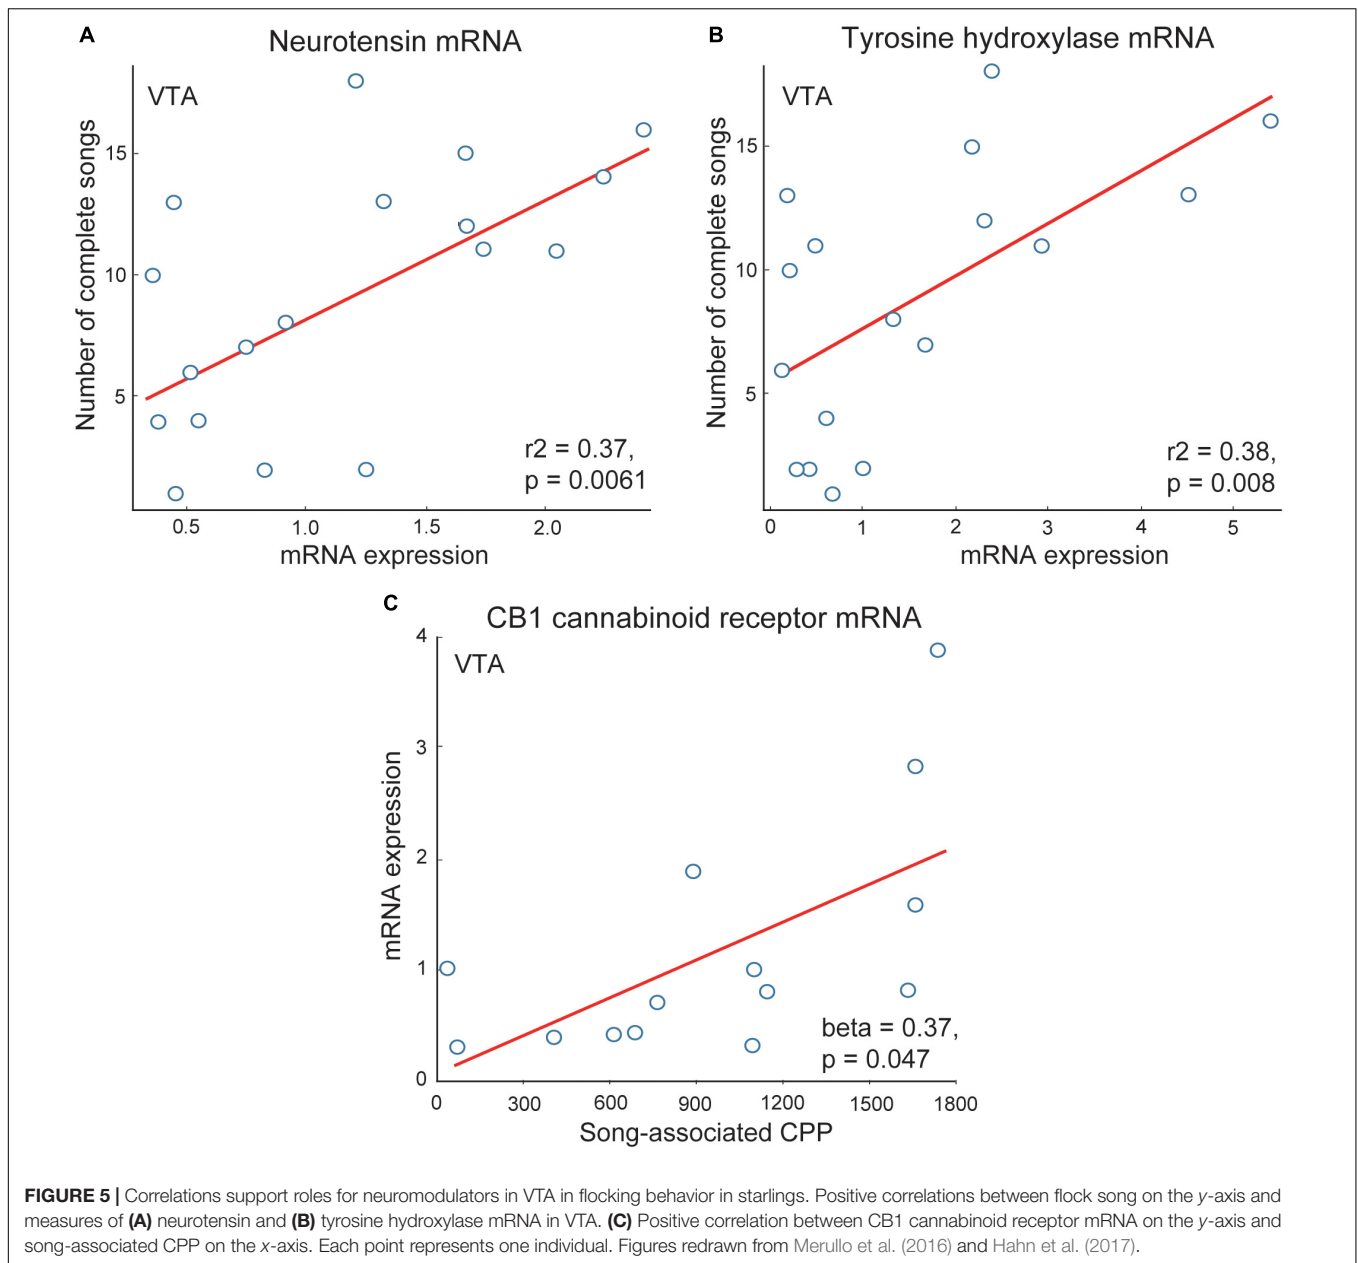 A
Neurotensin mRNA
VTA
Number of complete songs
15
10
5
r2 = 0.37,
p = 0.0061
0.5 1.0 1.5 2.0
mRNA expression
B
Tyrosine hydroxylase mRNA
VTA
Number of complete songs
15
10
5
r2 = 0.38,
p = 0.008
0 1 2 3 4 5
mRNA expression
C
CB1 cannabinoid receptor mRNA
VTA
mRNA expression
4
3
2
1
0
beta = 0.37,
p = 0.047
0 300 600 900 1200 1500 1800
Song-associated CPP
FIGURE 5 | Correlations support roles for neuromodulators in VTA in flocking behavior in starlings. Positive correlations between flock song on the y-axis and
measures of (A) neurotensin and (B) tyrosine hydroxylase mRNA in VTA. (C) Positive correlation between CB1 cannabinoid receptor mRNA on the y-axis and
song-associated CPP on the x-axis. Each point represents one individual. Figures redrawn from Merullo et al. (2016) and Hahn et al. (2017).